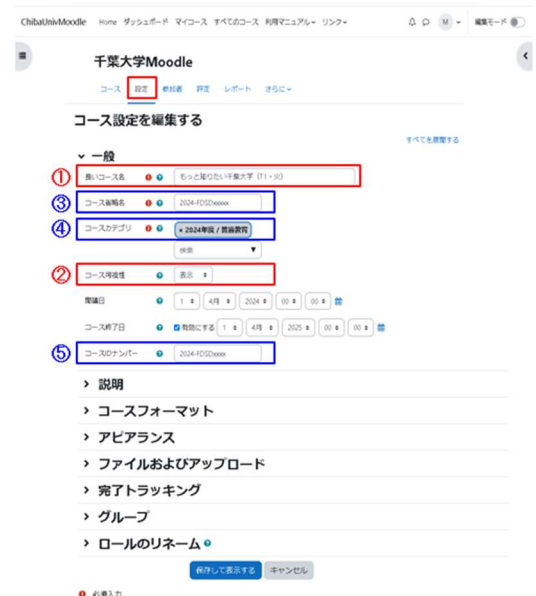 ChibaUnivMoodle Home ダッシュボード マイコース すべてのコース 利用マニュアル リンク M 編集モード
千葉大学Moodle
コース 設定 参加者 評定 レポート さらに
コース設定を編集する
すべてを展開する
一般
① 長いコース名 もっと知りたい千葉大学 (T1・火)
③ コース省略名 2024-FDSDxxxxx
④ コースカテゴリ × 2024年度 / 普遍教育
検索 ▼
② コース可視性 表示
開講日 1 4月 2024 00 00
コース終了日 有効にする 1 4月 2025 00 00
⑤ コースIDナンバー 2024-FDSDxxxx
説明
コースフォーマット
アピアランス
ファイルおよびアップロード
完了トラッキング
グループ
ロールのリネーム
保存して表示する キャンセル
必須入力